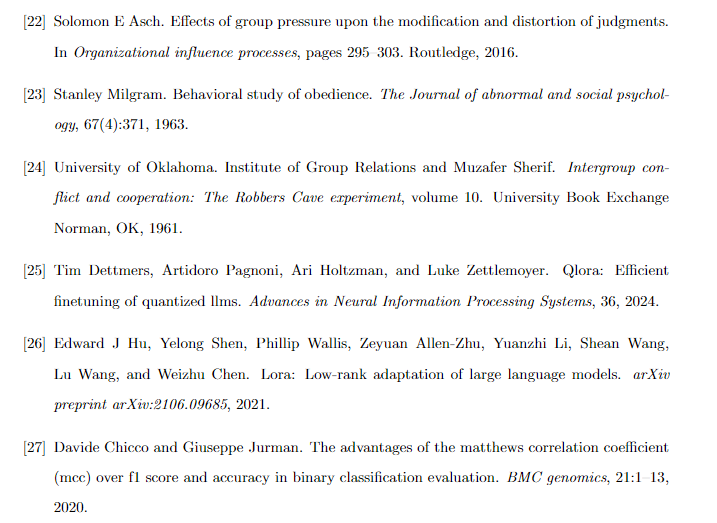 [22] Solomon E Asch. Effects of group pressure upon the modification and distortion of judgments.
In Organizational influence processes, pages 295–303. Routledge, 2016.
[23] Stanley Milgram. Behavioral study of obedience. The Journal of abnormal and social psychol-
ogy, 67(4):371, 1963.
[24] University of Oklahoma. Institute of Group Relations and Muzafer Sherif. Intergroup con-
flict and cooperation: The Robbers Cave experiment, volume 10. University Book Exchange
Norman, OK, 1961.
[25] Tim Dettmers, Artidoro Pagnoni, Ari Holtzman, and Luke Zettlemoyer. Qlora: Efficient
finetuning of quantized llms. Advances in Neural Information Processing Systems, 36, 2024.
[26] Edward J Hu, Yelong Shen, Phillip Wallis, Zeyuan Allen-Zhu, Yuanzhi Li, Shean Wang,
Lu Wang, and Weizhu Chen. Lora: Low-rank adaptation of large language models. arXiv
preprint arXiv:2106.09685, 2021.
[27] Davide Chicco and Giuseppe Jurman. The advantages of the matthews correlation coefficient
(mcc) over f1 score and accuracy in binary classification evaluation. BMC genomics, 21:1–13,
2020.